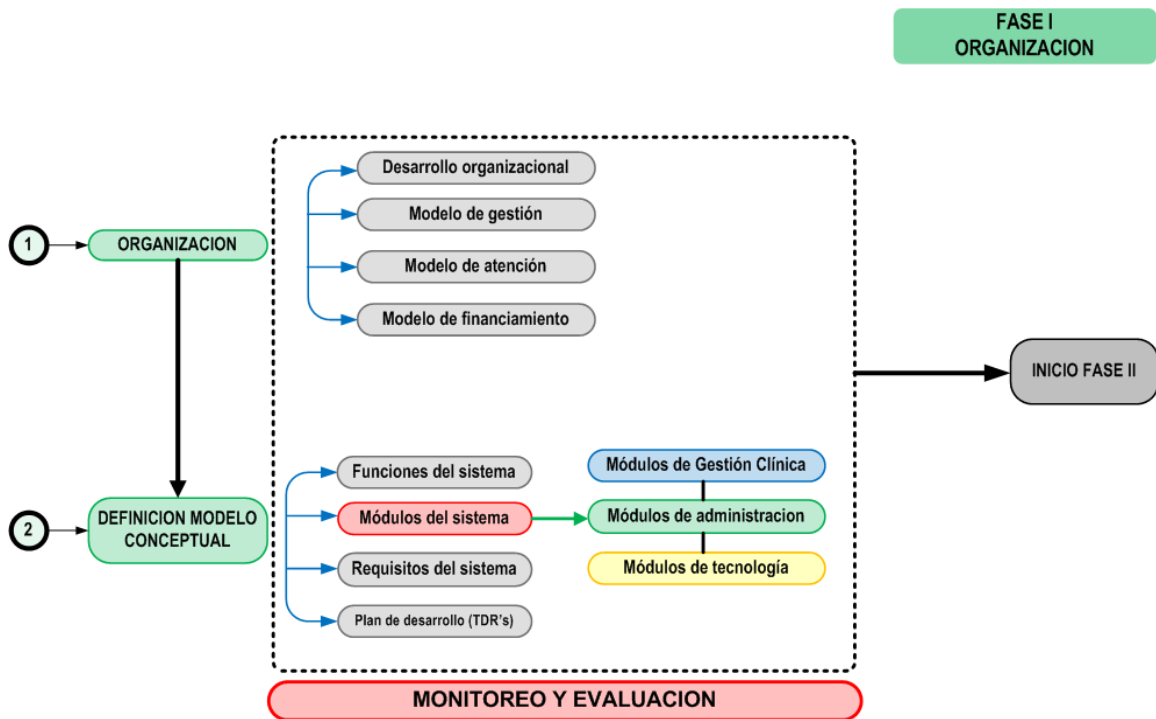 FASE I
ORGANIZACION
Desarrollo organizacional
Modelo de gestión
1
ORGANIZACION
Modelo de atención
Modelo de financiamiento
INICIO FASE II
Funciones del sistema
Módulos de Gestión Clínica
2
DEFINICION MODELO
CONCEPTUAL
Módulos del sistema
Módulos de administracion
Requisitos del sistema
Módulos de tecnología
Plan de desarrollo (TDR's)
MONITOREO Y EVALUACION